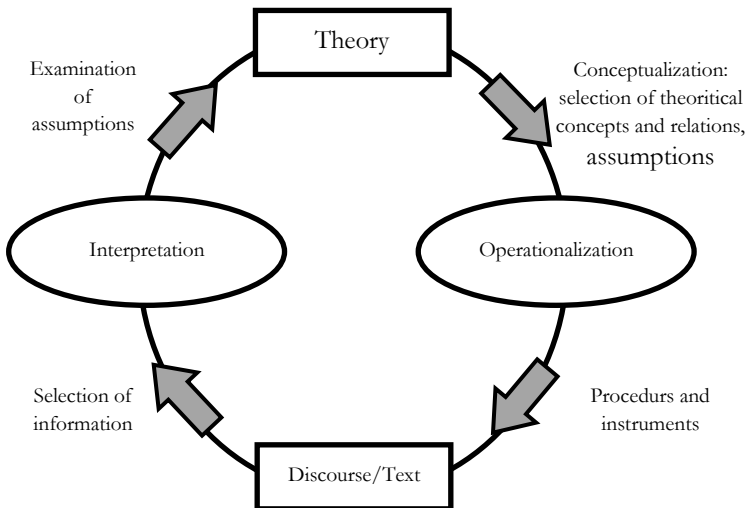 Theory
Examination
of
assumptions
Conceptualization:
selection of theoritical
concepts and relations,
assumptions
Interpretation
Operationalization
Selection of
information
Procedurs and
instruments
Discourse/Text